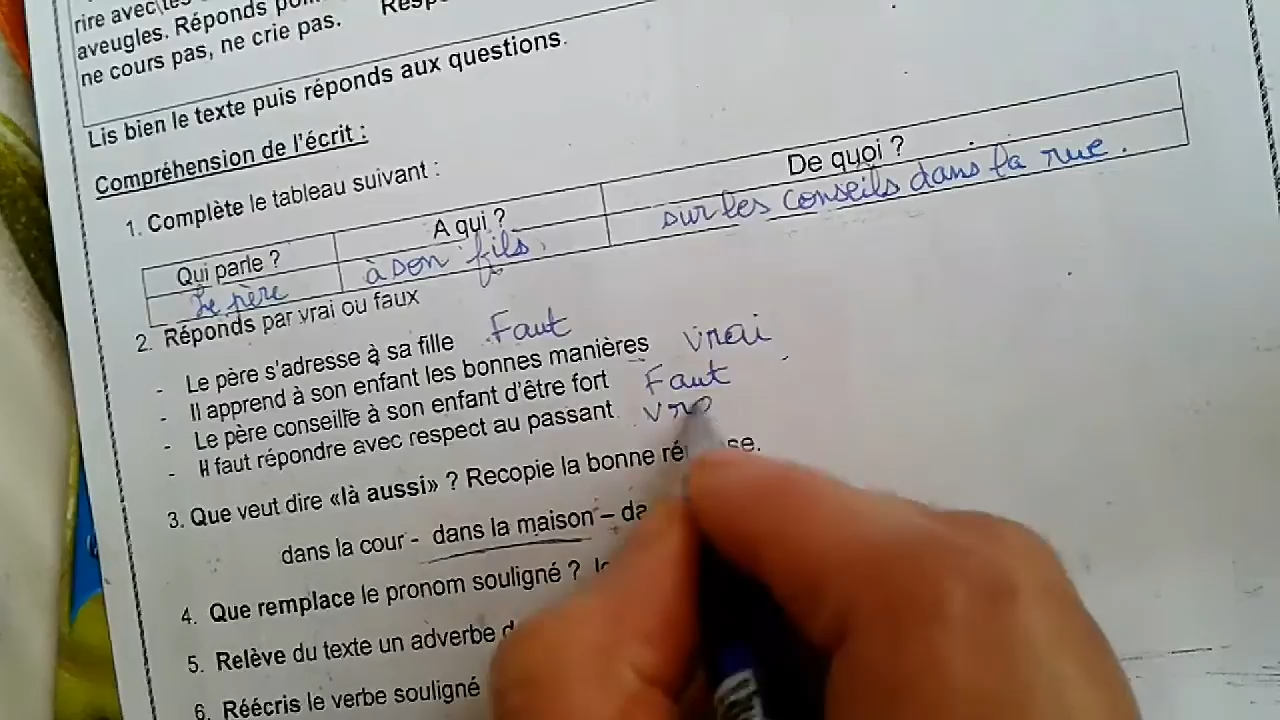 rire avec les
aveugles. Réponds
ne cours pas, ne crie pas.
Lis bien le texte puis réponds aux questions.
Compréhension de l'écrit :
1. Complète le tableau suivant :
Qui parle ? A qui ? De quoi ?
Le père à son fils. sur les conseils dans la rue.
2. Réponds par vrai ou faux
- Le père s'adresse à sa fille Faut
- Il apprend à son enfant les bonnes manières vrai
- Le père conseille à son enfant d'être fort Faut
- Il faut répondre avec respect au passant
3. Que veut dire «là aussi» ? Recopie la bonne
dans la cour - dans la maison –
4. Que remplace le pronom souligné ?
5. Relève du texte un adverbe
6. Réécris le verbe souligné